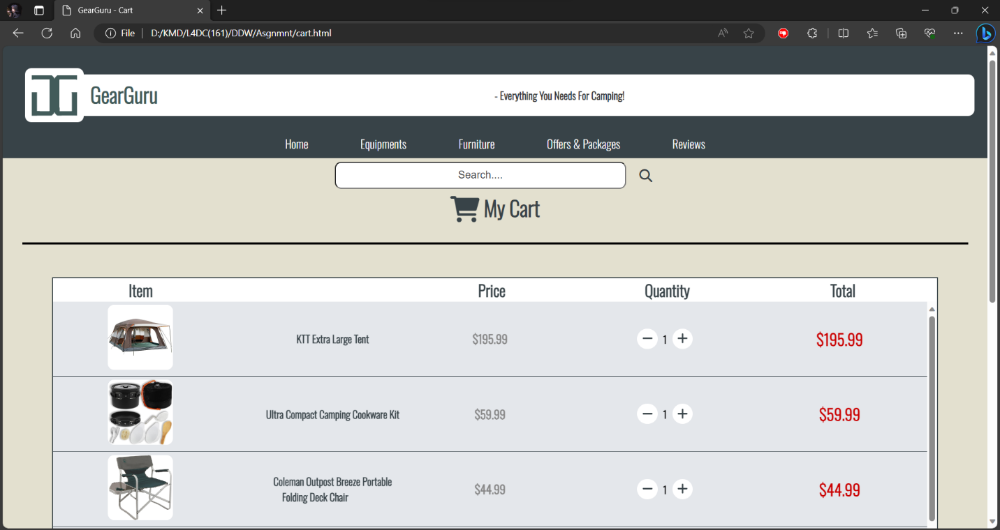 GearGuru - Cart
File
D:/KMD/L4DC(161)/DDW/Asgnmnt/cart.html
GearGuru
- Everything You Needs For Camping!
Home Equipments Furniture Offers & Packages Reviews
Search....
My Cart
Item Price Quantity Total
KTT Extra Large Tent $195.99 1 $195.99
Ultra Compact Camping Cookware Kit $59.99 1 $59.99
Coleman Outpost Breeze Portable
Folding Deck Chair $44.99 1 $44.99